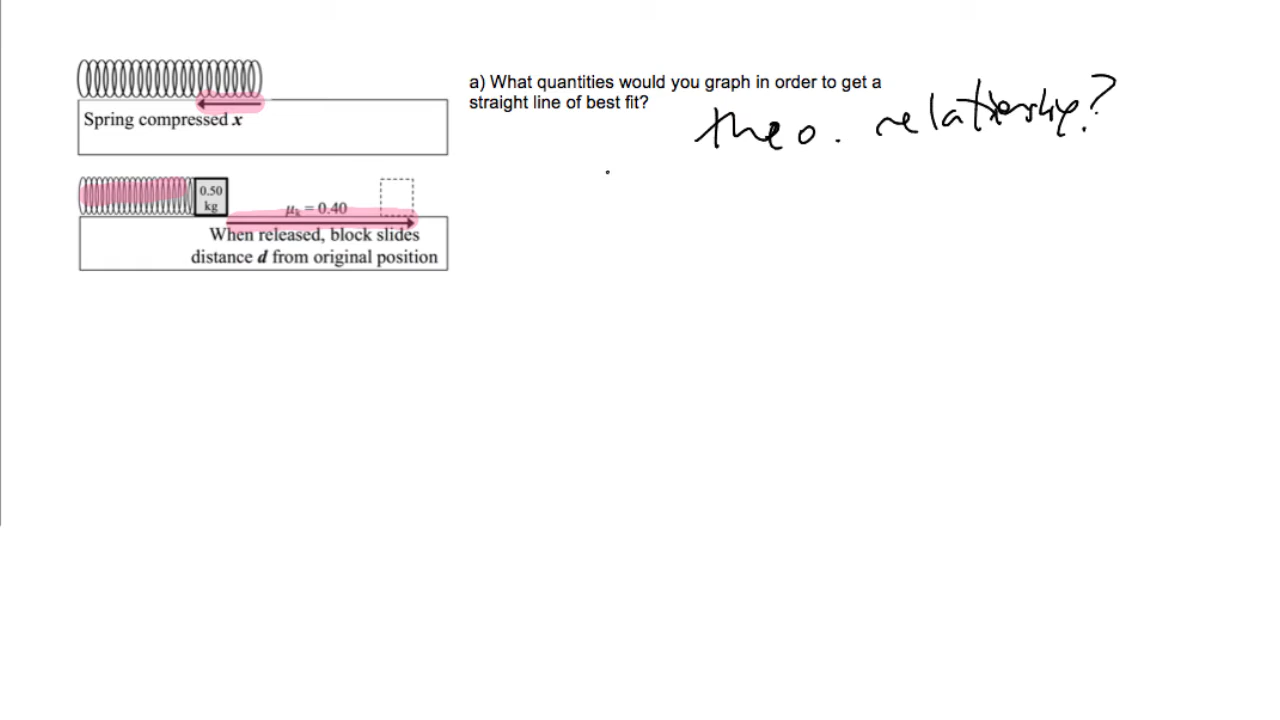 a) What quantities would you graph in order to get a
straight line of best fit?
theo. relationship?
Spring compressed x
0.50
kg
μk = 0.40
When released, block slides
distance d from original position